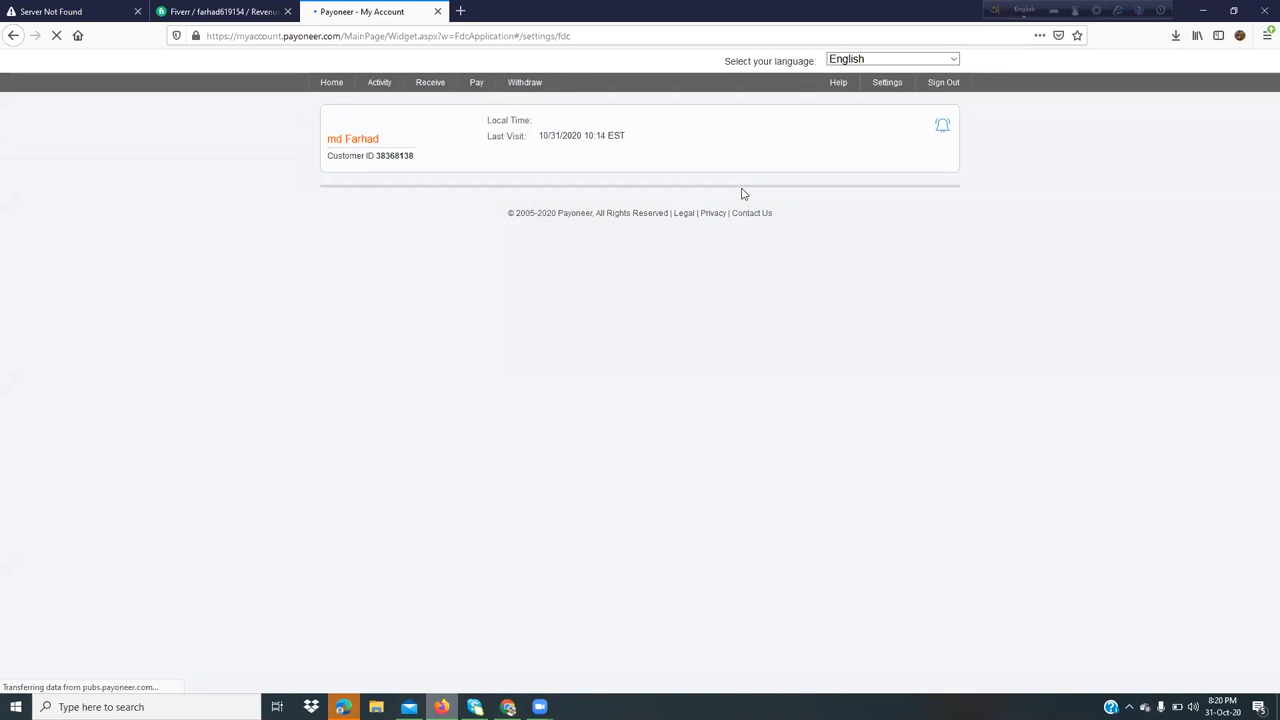 Server Not Found
Fiverr / farhad619154 / Revenu
Payoneer - My Account
English
https://myaccount.payoneer.com/MainPage/Widget.aspx?w=FdcApplication#/settings/fdc
Select your language:
English
Home
Activity
Receive
Pay
Withdraw
Help
Settings
Sign Out
md Farhad
Customer ID 38368138
Local Time:
Last Visit: 10/31/2020 10:14 EST
© 2005-2020 Payoneer, All Rights Reserved | Legal | Privacy | Contact Us
Transferring data from pubs.payoneer.com...
Type here to search
8:20 PM
31-Oct-20